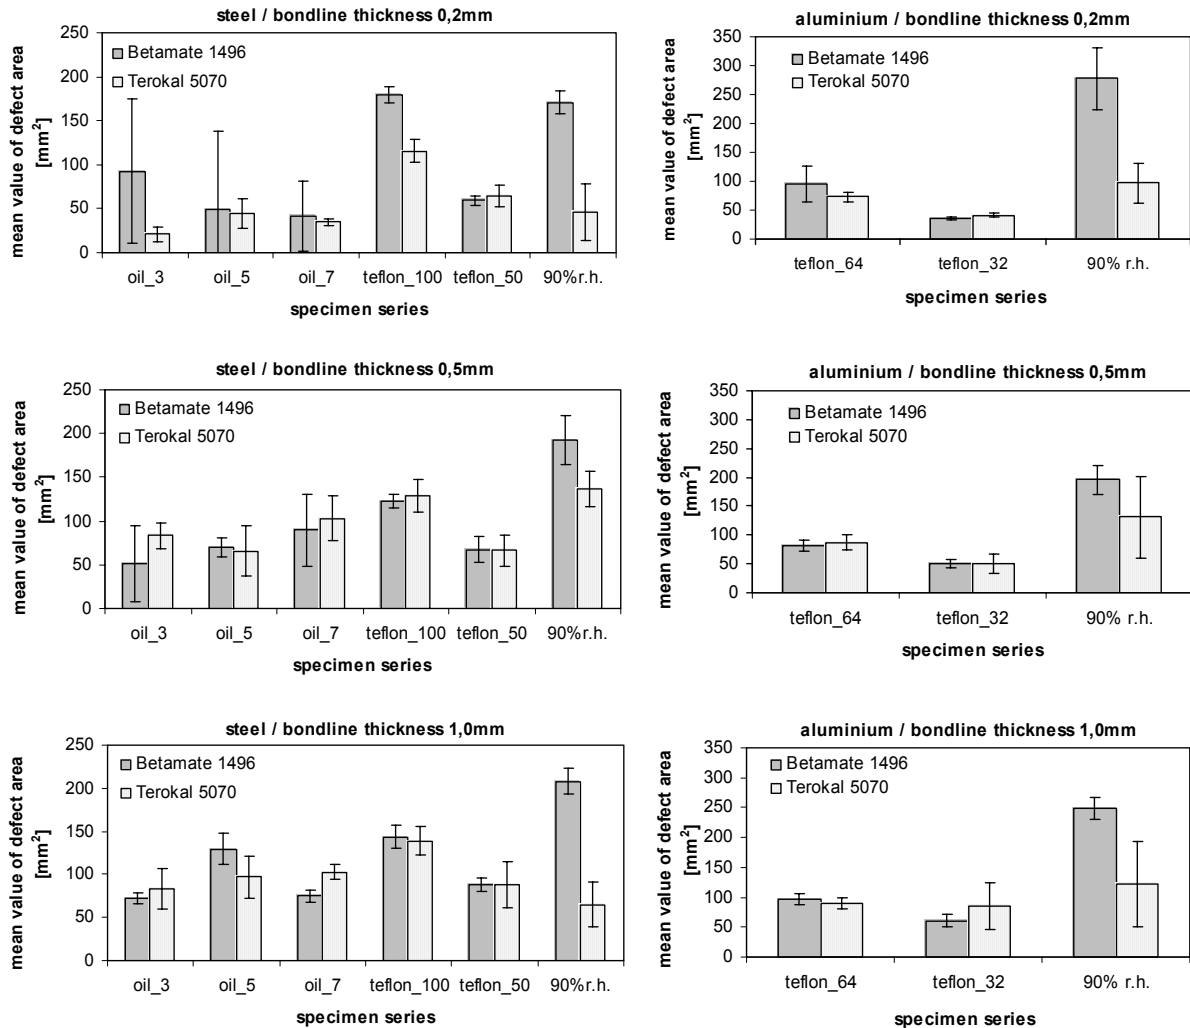 steel / bondline thickness 0,2mm
mean value of defect area
[mm²]
250
200
150
100
50
0
Betamate 1496
Terokal 5070
oil_3 oil_5 oil_7 teflon_100 teflon_50 90%r.h.
specimen series
aluminium / bondline thickness 0,2mm
mean value of defect area
[mm²]
350
300
250
200
150
100
50
0
Betamate 1496
Terokal 5070
teflon_64 teflon_32 90% r.h.
specimen series
steel / bondline thickness 0,5mm
mean value of defect area
[mm²]
250
200
150
100
50
0
Betamate 1496
Terokal 5070
oil_3 oil_5 oil_7 teflon_100 teflon_50 90%r.h.
specimen series
aluminium / bondline thickness 0,5mm
mean value of defect area
[mm²]
350
300
250
200
150
100
50
0
Betamate 1496
Terokal 5070
teflon_64 teflon_32 90% r.h.
specimen series
steel / bondline thickness 1,0mm
mean value of defect area
[mm²]
250
200
150
100
50
0
Betamate 1496
Terokal 5070
oil_3 oil_5 oil_7 teflon_100 teflon_50 90%r.h.
specimen series
aluminium / bondline thickness 1,0mm
mean value of defect area
[mm²]
350
300
250
200
150
100
50
0
Betamate 1496
Terokal 5070
teflon_64 teflon_32 90% r.h.
specimen series